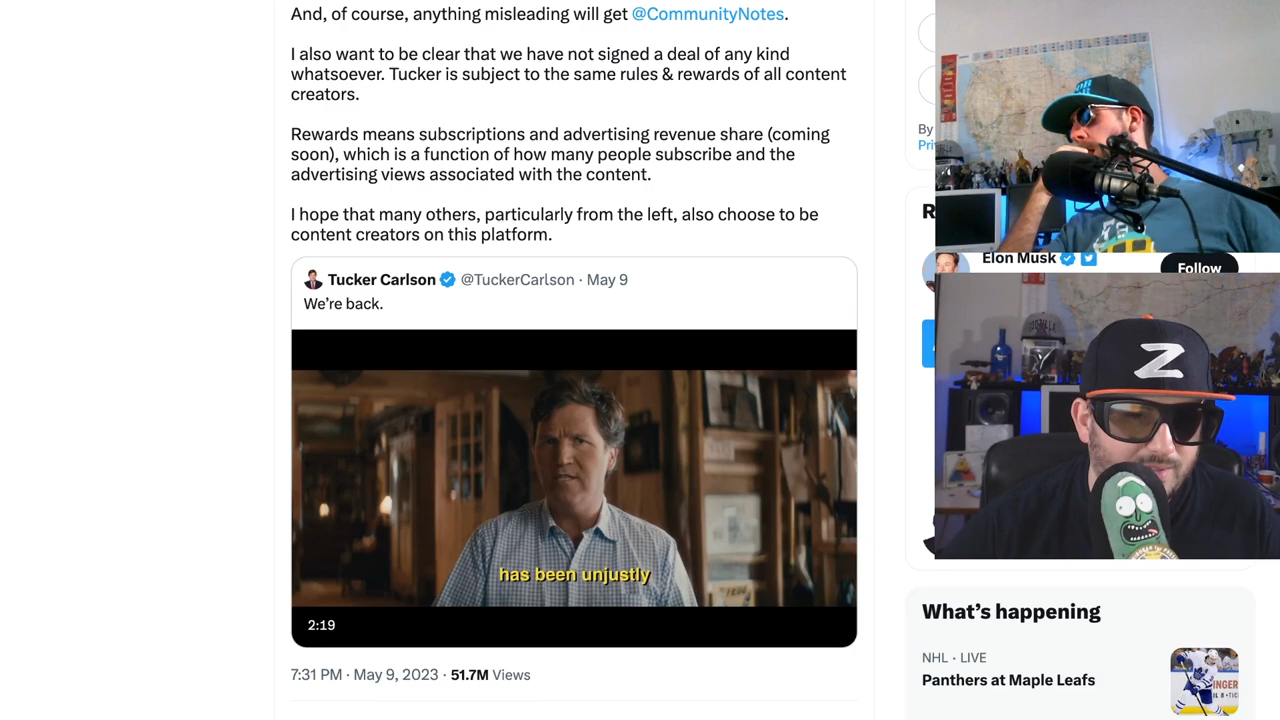 And, of course, anything misleading will get @CommunityNotes.
I also want to be clear that we have not signed a deal of any kind
whatsoever. Tucker is subject to the same rules & rewards of all content
creators.
Rewards means subscriptions and advertising revenue share (coming
soon), which is a function of how many people subscribe and the
advertising views associated with the content.
I hope that many others, particularly from the left, also choose to be
content creators on this platform.
Tucker Carlson @TuckerCarlson · May 9
We’re back.
has been unjustly
2:19
7:31 PM · May 9, 2023 · 51.7M Views
By
Pri
R
Elon Musk
Follow
Z
What’s happening
NHL · LIVE
Panthers at Maple Leafs